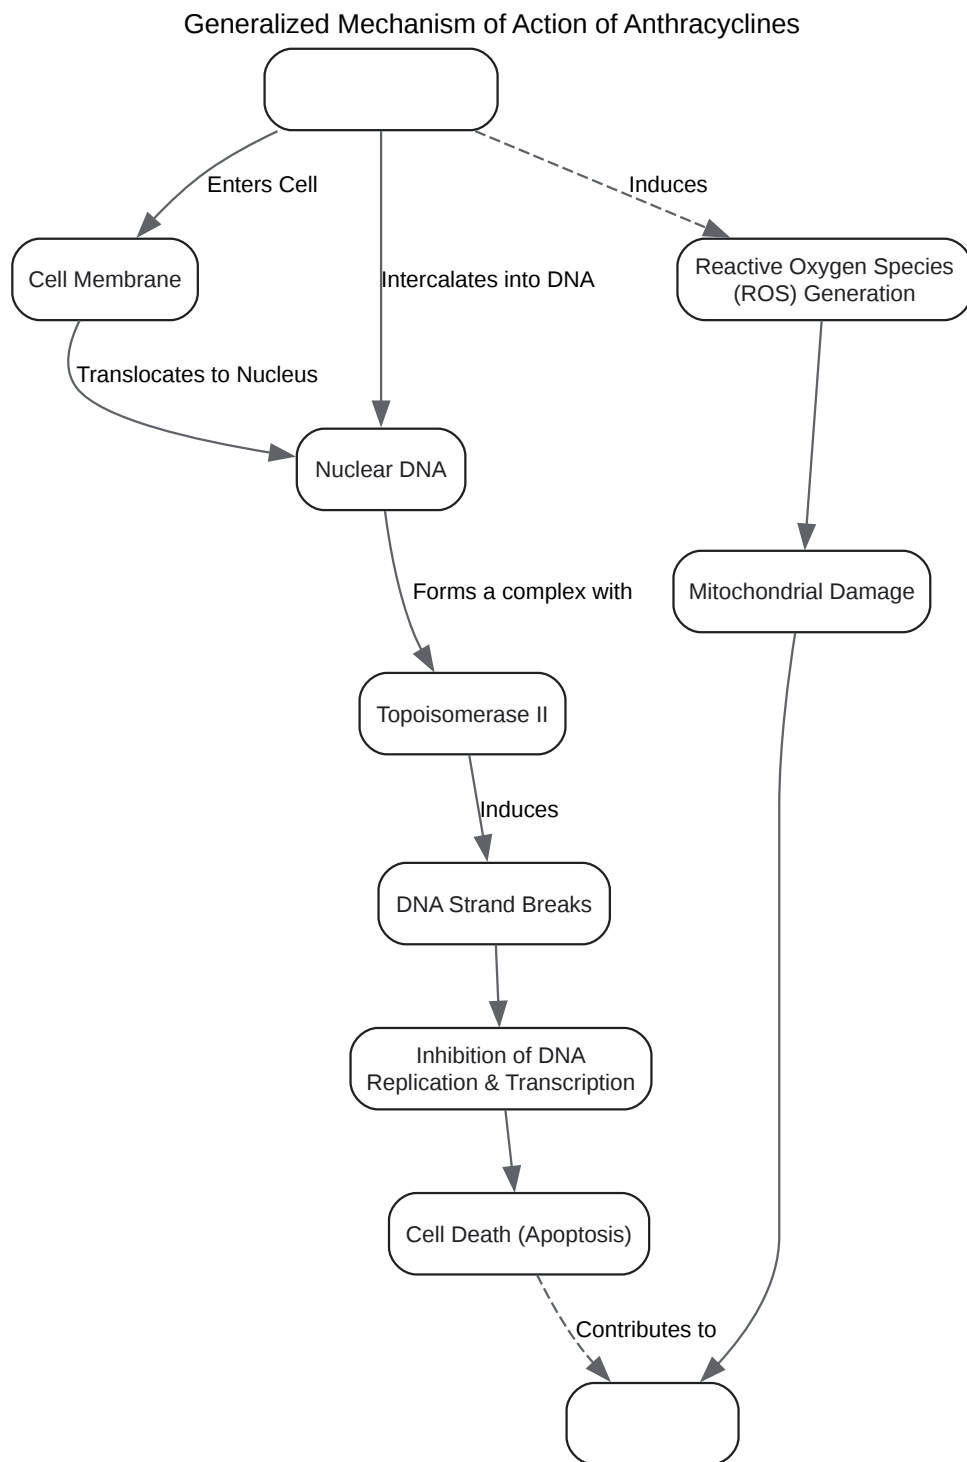 Generalized Mechanism of Action of Anthracyclines
Enters Cell
Induces
Cell Membrane
Intercalates into DNA
Reactive Oxygen Species
(ROS) Generation
Translocates to Nucleus
Nuclear DNA
Forms a complex with
Mitochondrial Damage
Topoisomerase II
Induces
DNA Strand Breaks
Inhibition of DNA
Replication & Transcription
Cell Death (Apoptosis)
Contributes to